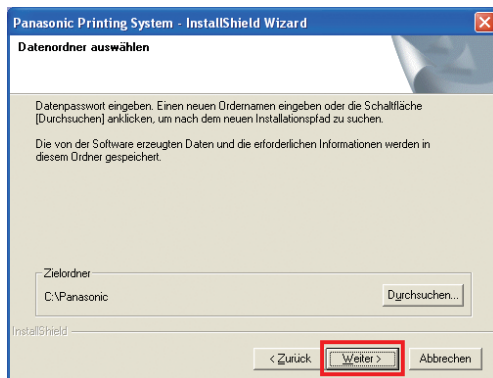 Panasonic Printing System - InstallShield Wizard
Datenordner auswählen
Datenpasswort eingeben. Einen neuen Ordernamen eingeben oder die Schaltfläche
[Durchsuchen] anklicken, um nach dem neuen Installationspfad zu suchen.
Die von der Software erzeugten Daten und die erforderlichen Informationen werden in
diesem Ordner gespeichert.
Zielordner
C:\Panasonic
Durchsuchen...
InstallShield
< Zurück Weiter > Abbrechen